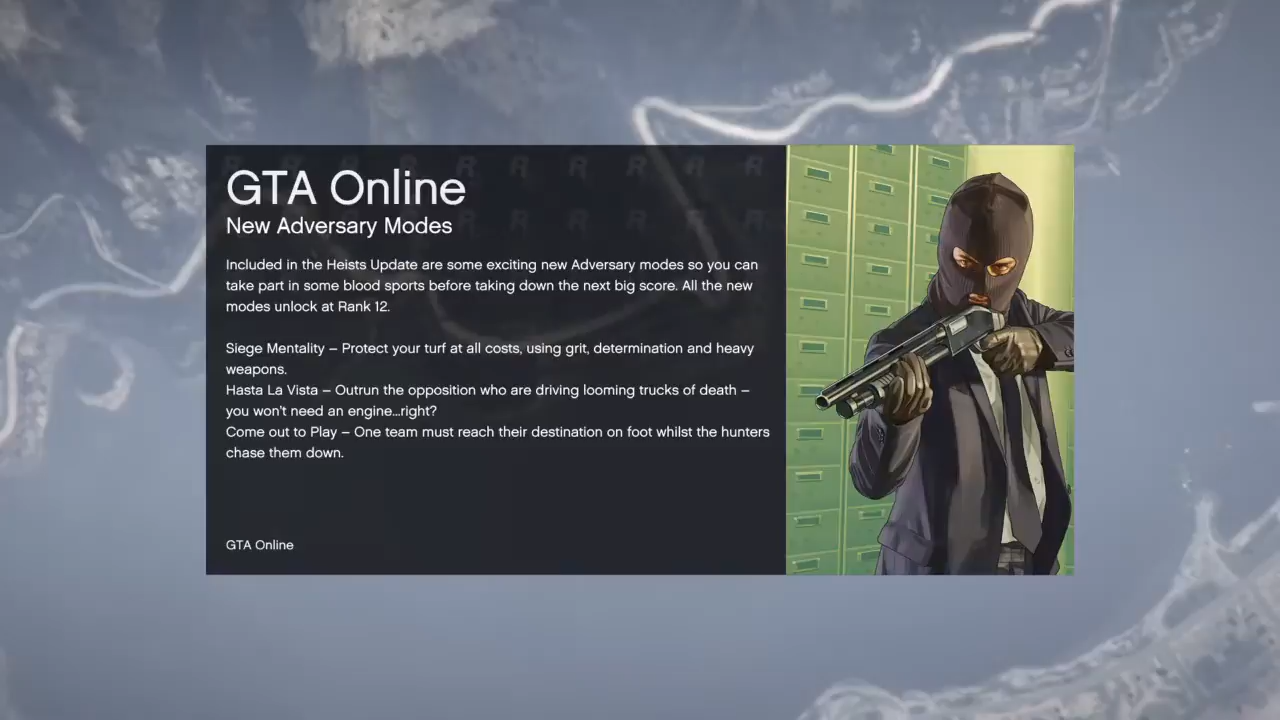 GTA Online
New Adversary Modes
Included in the Heists Update are some exciting new Adversary modes so you can
take part in some blood sports before taking down the next big score. All the new
modes unlock at Rank 12.
Siege Mentality – Protect your turf at all costs, using grit, determination and heavy
weapons.
Hasta La Vista – Outrun the opposition who are driving looming trucks of death –
you won't need an engine...right?
Come out to Play – One team must reach their destination on foot whilst the hunters
chase them down.
GTA Online